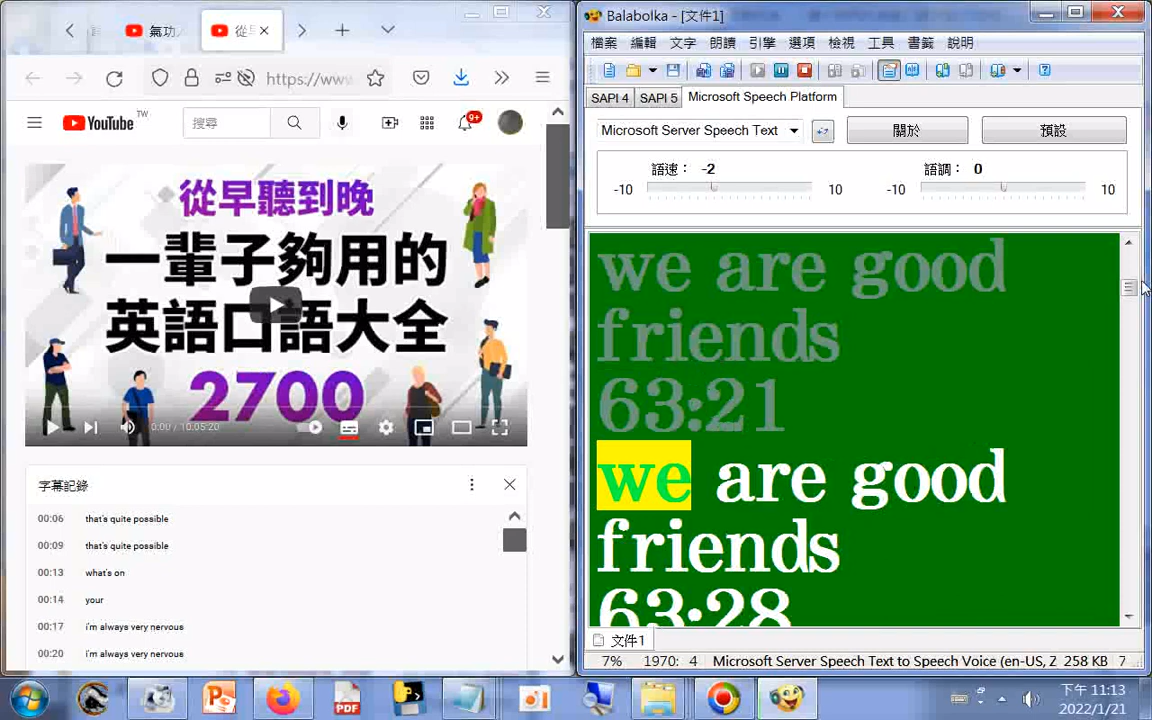 氣功
從
https://www
YouTube TW
搜尋
9+
從早聽到晚
一輩子夠用的
英語口語大全
2700
0:00 / 10:05:20
字幕記錄
00:06 that's quite possible
00:09 that's quite possible
00:13 what's on
00:14 your
00:17 i'm always very nervous
00:20 i'm always very nervous
Balabolka - [文件1]
檔案 編輯 文字 朗讀 引擎 選項 檢視 工具 書籤 說明
SAPI 4 SAPI 5 Microsoft Speech Platform
Microsoft Server Speech Text 關於 預設
語速： -2 語調： 0
-10 10 -10 10
we are good
friends
63:21
we are good
friends
63:28
文件1
7% 1970: 4 Microsoft Server Speech Text to Speech Voice (en-US, Z 258 KB 7
PDF
下午 11:13
2022/1/21